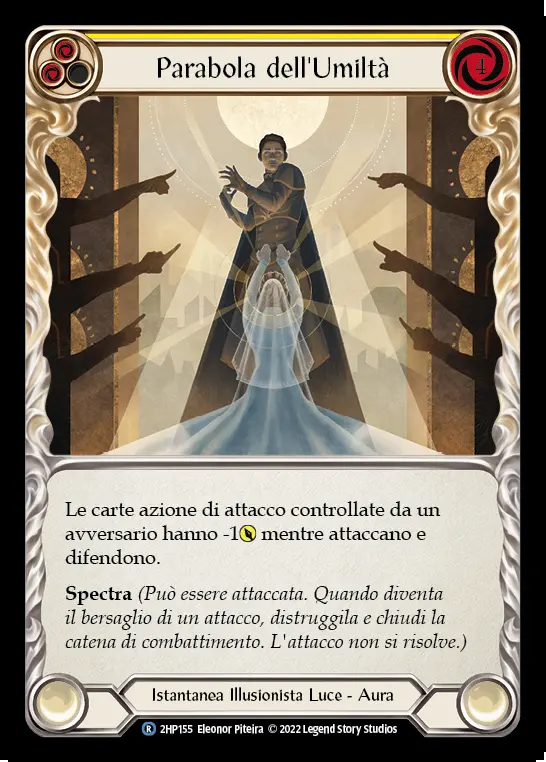 Parabola dell'Umiltà
4
Le carte azione di attacco controllate da un
avversario hanno -1 mentre attaccano e
difendono.
Spectra (Può essere attaccata. Quando diventa
il bersaglio di un attacco, distruggila e chiudi la
catena di combattimento. L'attacco non si risolve.)
Istantanea Illusionista Luce - Aura
R 2HP155 Eleonor Piteira © 2022 Legend Story Studios